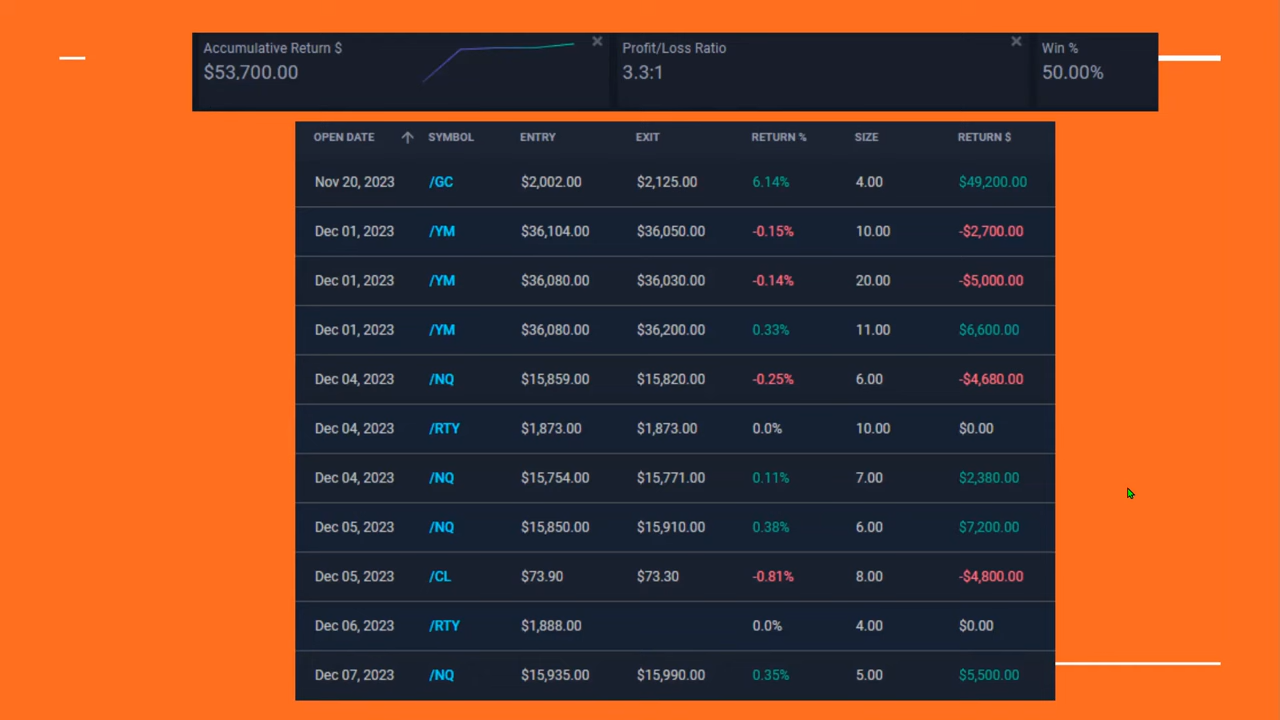 Accumulative Return $ Profit/Loss Ratio Win %
$53,700.00 3.3:1 50.00%
OPEN DATE ↑ SYMBOL ENTRY EXIT RETURN % SIZE RETURN $
Nov 20, 2023 /GC $2,002.00 $2,125.00 6.14% 4.00 $49,200.00
Dec 01, 2023 /YM $36,104.00 $36,050.00 -0.15% 10.00 -$2,700.00
Dec 01, 2023 /YM $36,080.00 $36,030.00 -0.14% 20.00 -$5,000.00
Dec 01, 2023 /YM $36,080.00 $36,200.00 0.33% 11.00 $6,600.00
Dec 04, 2023 /NQ $15,859.00 $15,820.00 -0.25% 6.00 -$4,680.00
Dec 04, 2023 /RTY $1,873.00 $1,873.00 0.0% 10.00 $0.00
Dec 04, 2023 /NQ $15,754.00 $15,771.00 0.11% 7.00 $2,380.00
Dec 05, 2023 /NQ $15,850.00 $15,910.00 0.38% 6.00 $7,200.00
Dec 05, 2023 /CL $73.90 $73.30 -0.81% 8.00 -$4,800.00
Dec 06, 2023 /RTY $1,888.00 0.0% 4.00 $0.00
Dec 07, 2023 /NQ $15,935.00 $15,990.00 0.35% 5.00 $5,500.00